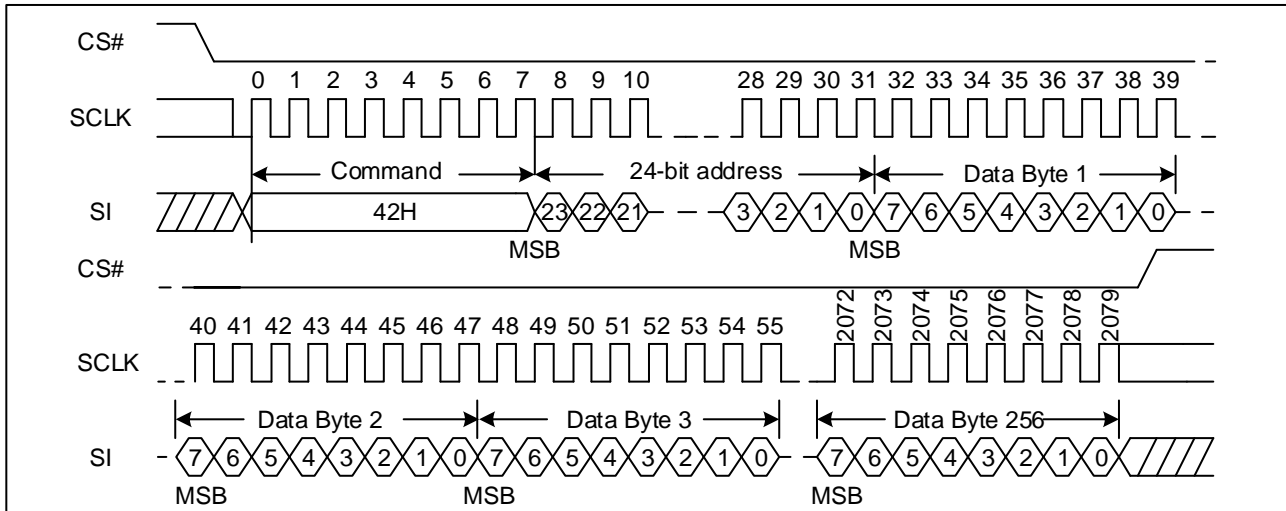 CS#
0 1 2 3 4 5 6 7 8 9 10 28 29 30 31 32 33 34 35 36 37 38 39
SCLK
Command 24-bit address Data Byte 1
SI 42H 23 22 21 3 2 1 0 7 6 5 4 3 2 1 0
MSB MSB
CS#
40 41 42 43 44 45 46 47 48 49 50 51 52 53 54 55 2072 2073 2074 2075 2076 2077 2078 2079
SCLK
Data Byte 2 Data Byte 3 Data Byte 256
SI 7 6 5 4 3 2 1 0 7 6 5 4 3 2 1 0 7 6 5 4 3 2 1 0
MSB MSB MSB